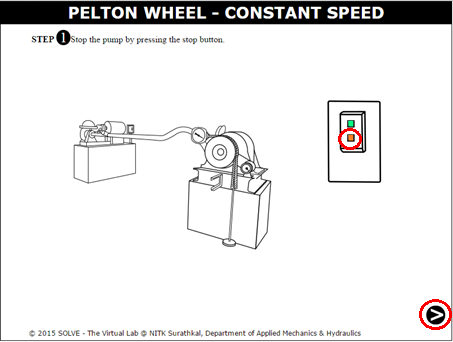 PELTON WHEEL - CONSTANT SPEED
STEP 1 Stop the pump by pressing the stop button.
© 2015 SOLVE - The Virtual Lab @ NITK Surathkal, Department of Applied Mechanics & Hydraulics